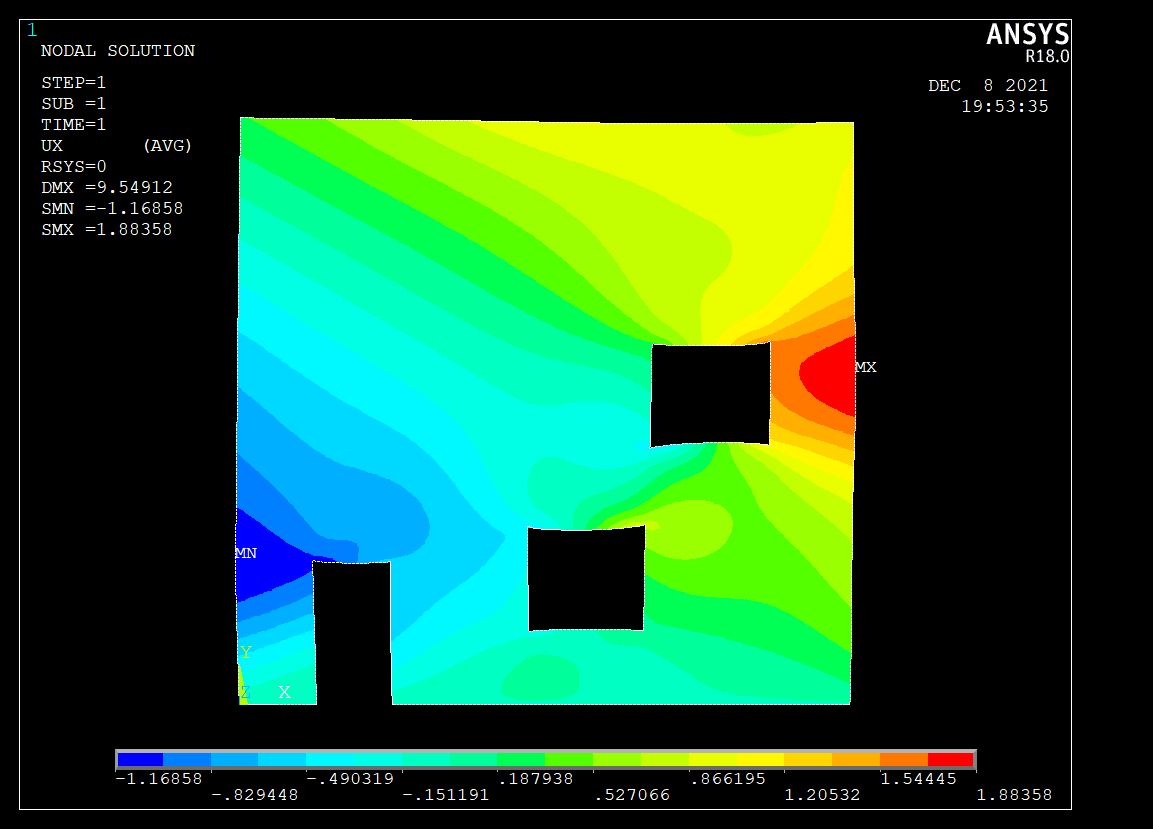 1
ANSYS
R18.0
NODAL SOLUTION
STEP=1
SUB =1
TIME=1
UX (AVG)
RSYS=0
DMX =9.54912
SMN =-1.16858
SMX =1.88358
DEC 8 2021
19:53:35
MX
MN
Y
Z X
-1.16858 -.490319 .187938 .866195 1.54445
-.829448 -.151191 .527066 1.20532 1.88358